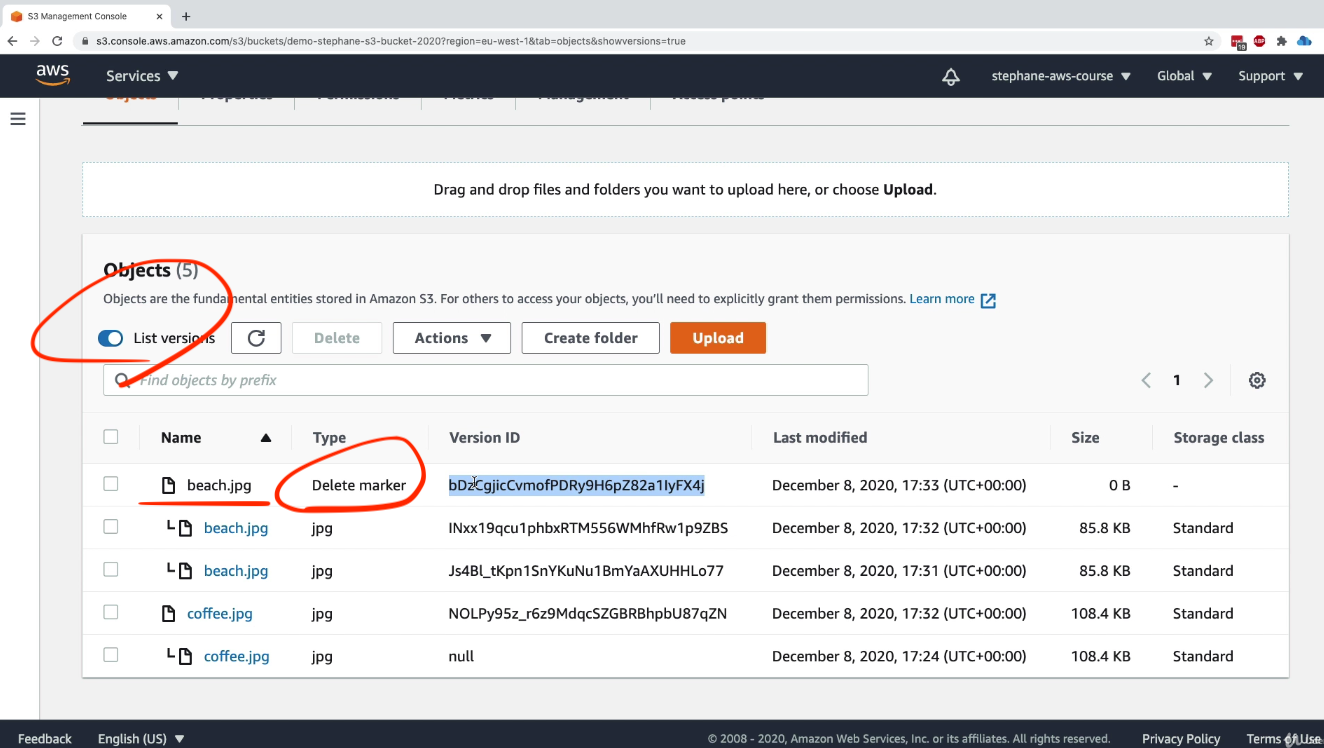 S3 Management Console
s3.console.aws.amazon.com/s3/buckets/demo-stephane-s3-bucket-2020?region=eu-west-1&tab=objects&showversions=true
19
ABP
aws Services ▼ stephane-aws-course ▼ Global ▼ Support ▼
Objects Properties Permissions Metrics Management Access points
Drag and drop files and folders you want to upload here, or choose Upload.
Objects (5)
Objects are the fundamental entities stored in Amazon S3. For others to access your objects, you'll need to explicitly grant them permissions. Learn more
List versions Delete Actions ▼ Create folder Upload
Find objects by prefix 1
Name Type Version ID Last modified Size Storage class
beach.jpg Delete marker bDzCgjicCvmofPDRy9H6pZ82a1IyFX4j December 8, 2020, 17:33 (UTC+00:00) 0 B -
beach.jpg jpg INxx19qcu1phbxRTM556WMhfRw1p9ZBS December 8, 2020, 17:32 (UTC+00:00) 85.8 KB Standard
beach.jpg jpg Js4Bl_tKpn1SnYKuNu1BmYaAXUHHLo77 December 8, 2020, 17:31 (UTC+00:00) 85.8 KB Standard
coffee.jpg jpg NOLPy95z_r6z9MdqcSZGBRBhpbU87qZN December 8, 2020, 17:32 (UTC+00:00) 108.4 KB Standard
coffee.jpg jpg null December 8, 2020, 17:24 (UTC+00:00) 108.4 KB Standard
Feedback English (US) ▼ © 2008 - 2020, Amazon Web Services, Inc. or its affiliates. All rights reserved. Privacy Policy Terms of Use